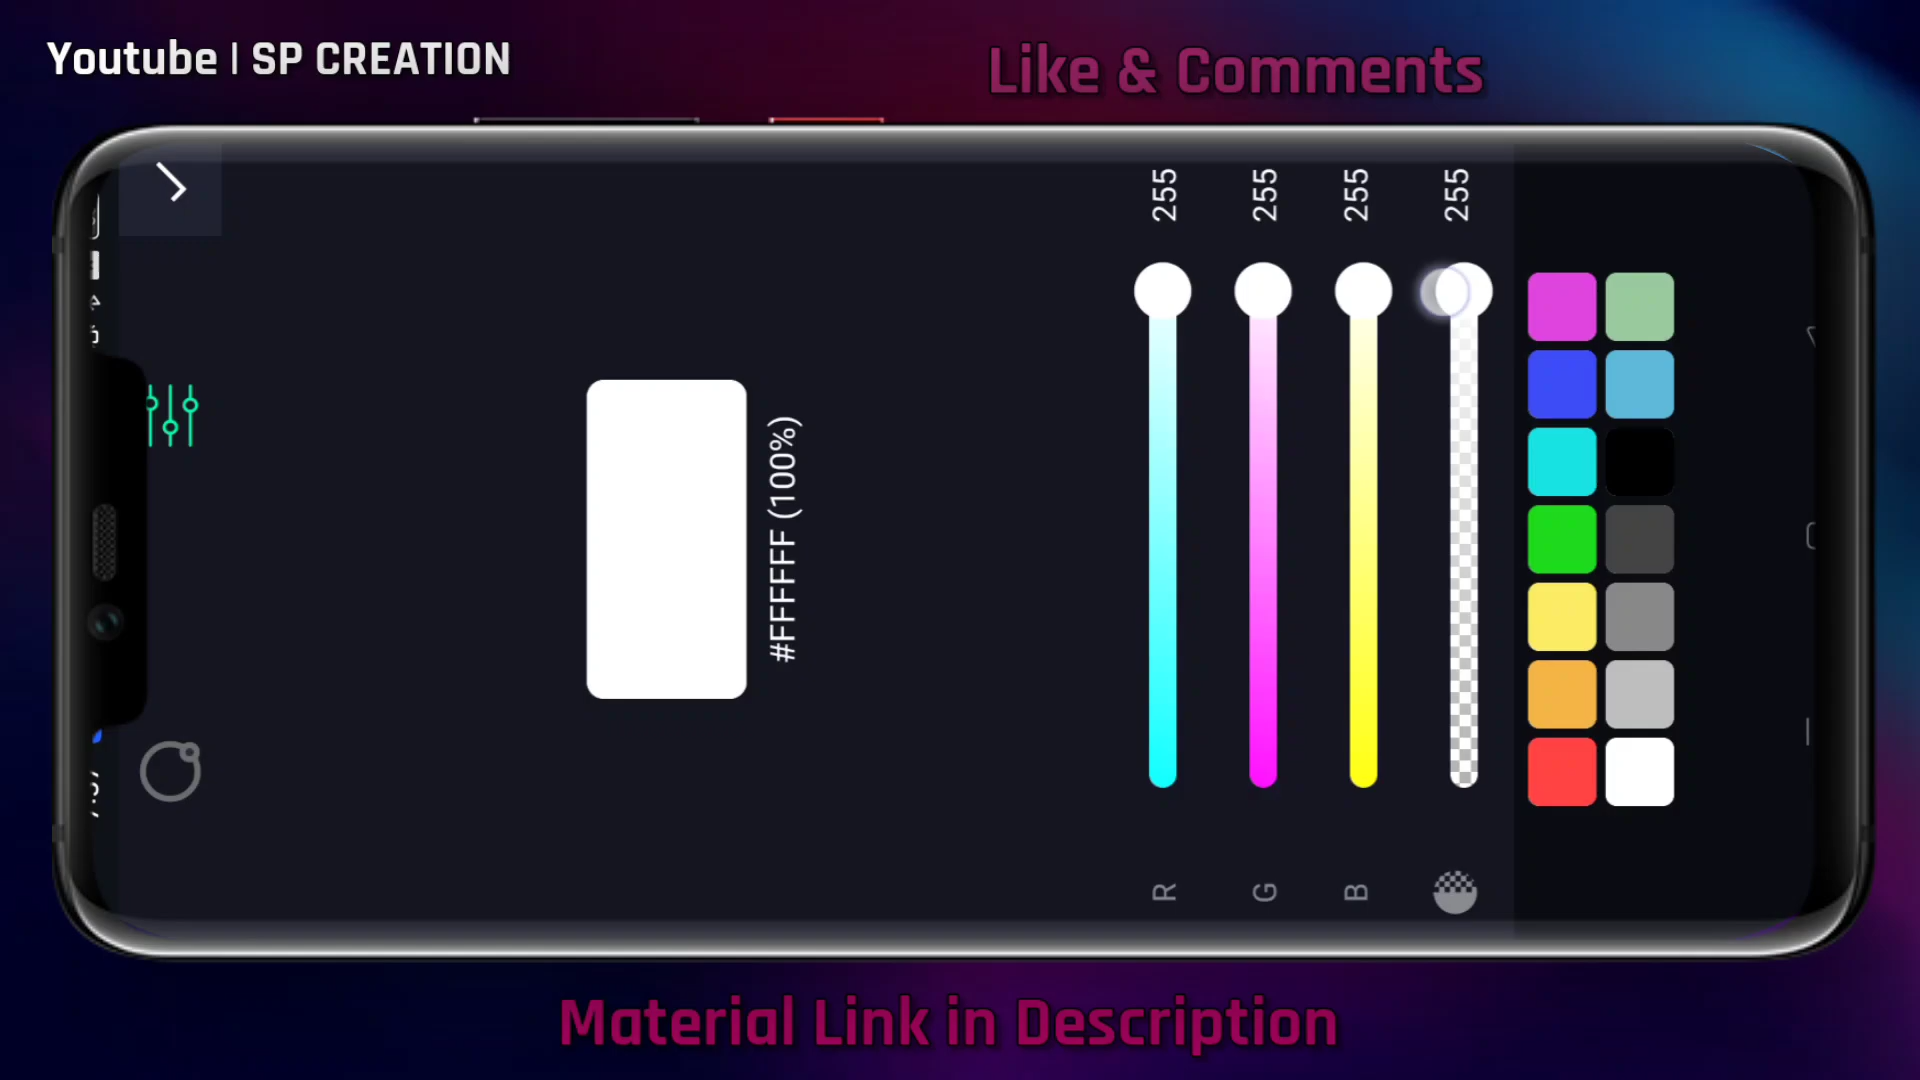 Youtube | SP CREATION
Like & Comments
255
255
255
255
#FFFFFF (100%)
R
G
B
Material Link in Description